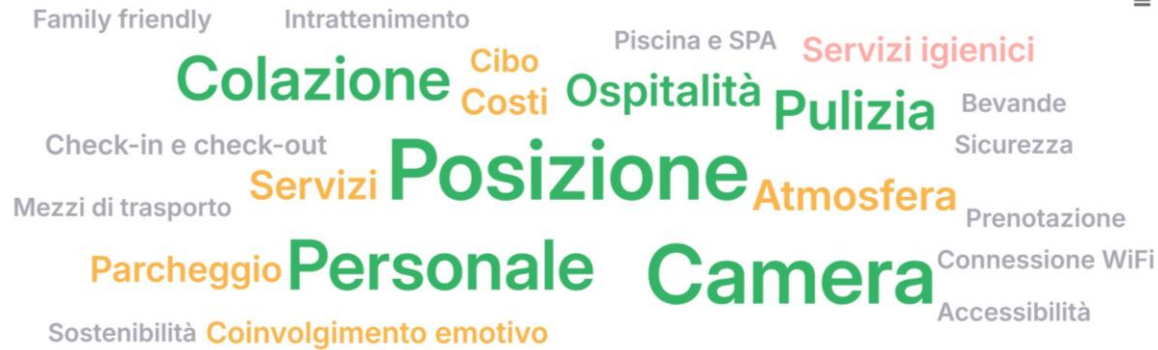 Family friendly
Intrattenimento
Piscina e SPA
Servizi igienici
Colazione
Cibo
Costi
Ospitalità
Pulizia
Bevande
Check-in e check-out
Sicurezza
Servizi
Posizione
Atmosfera
Mezzi di trasporto
Prenotazione
Parcheggio
Personale
Camera
Connessione WiFi
Accessibilità
Sostenibilità
Coinvolgimento emotivo